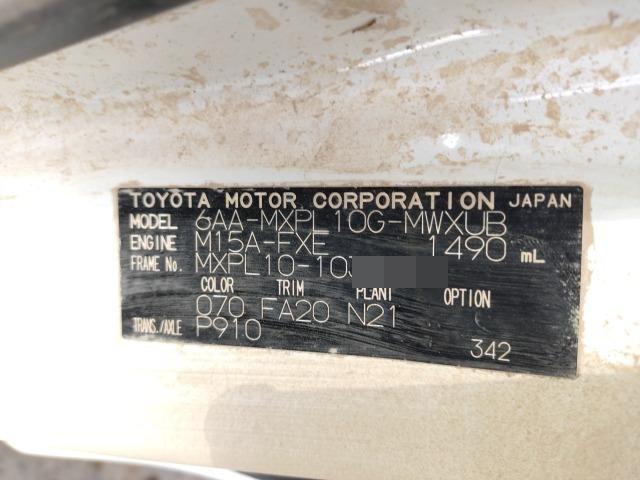 TOYOTA MOTOR CORPORATION JAPAN
MODEL 6AA-MXPL10G-MWXUB
ENGINE M15A-FXE 1490 mL
FRAME No. MXPL10-103
COLOR TRIM PLANT OPTION
070 FA20 N21
TRANS./AXLE P910
342